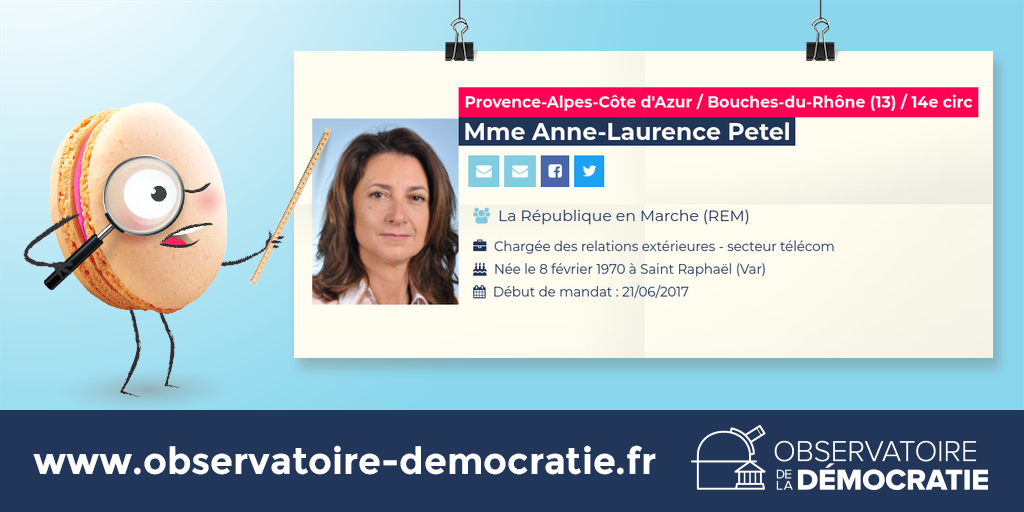 Provence-Alpes-Côte d'Azur / Bouches-du-Rhône (13) / 14e circ
Mme Anne-Laurence Petel
La République en Marche (REM)
Chargée des relations extérieures - secteur télécom
Née le 8 février 1970 à Saint Raphaël (Var)
Début de mandat : 21/06/2017
www.observatoire-democratie.fr
OBSERVATOIRE
DE LA DÉMOCRATIE